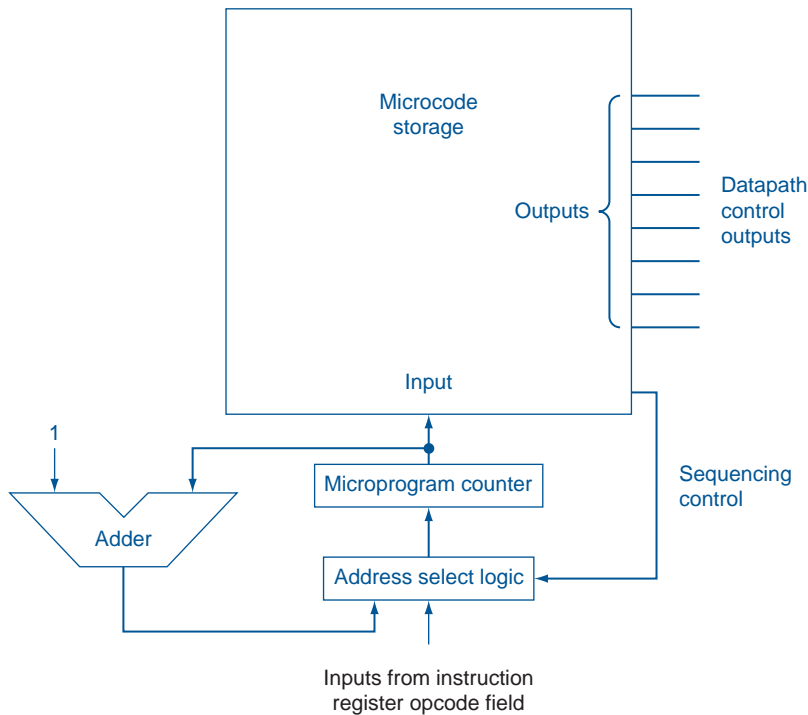 Microcode
storage
Outputs
Datapath
control
outputs
Input
1
Microprogram counter
Sequencing
control
Adder
Address select logic
Inputs from instruction
register opcode field